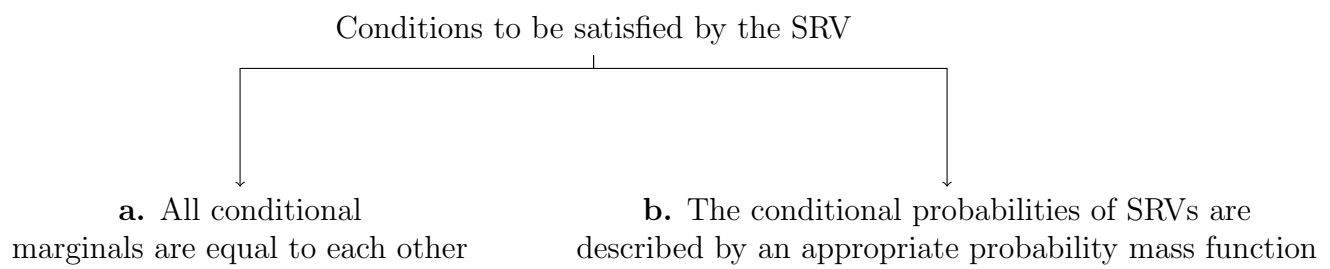 Conditions to be satisfied by the SRV
a. All conditional
marginals are equal to each other
b. The conditional probabilities of SRVs are
described by an appropriate probability mass function